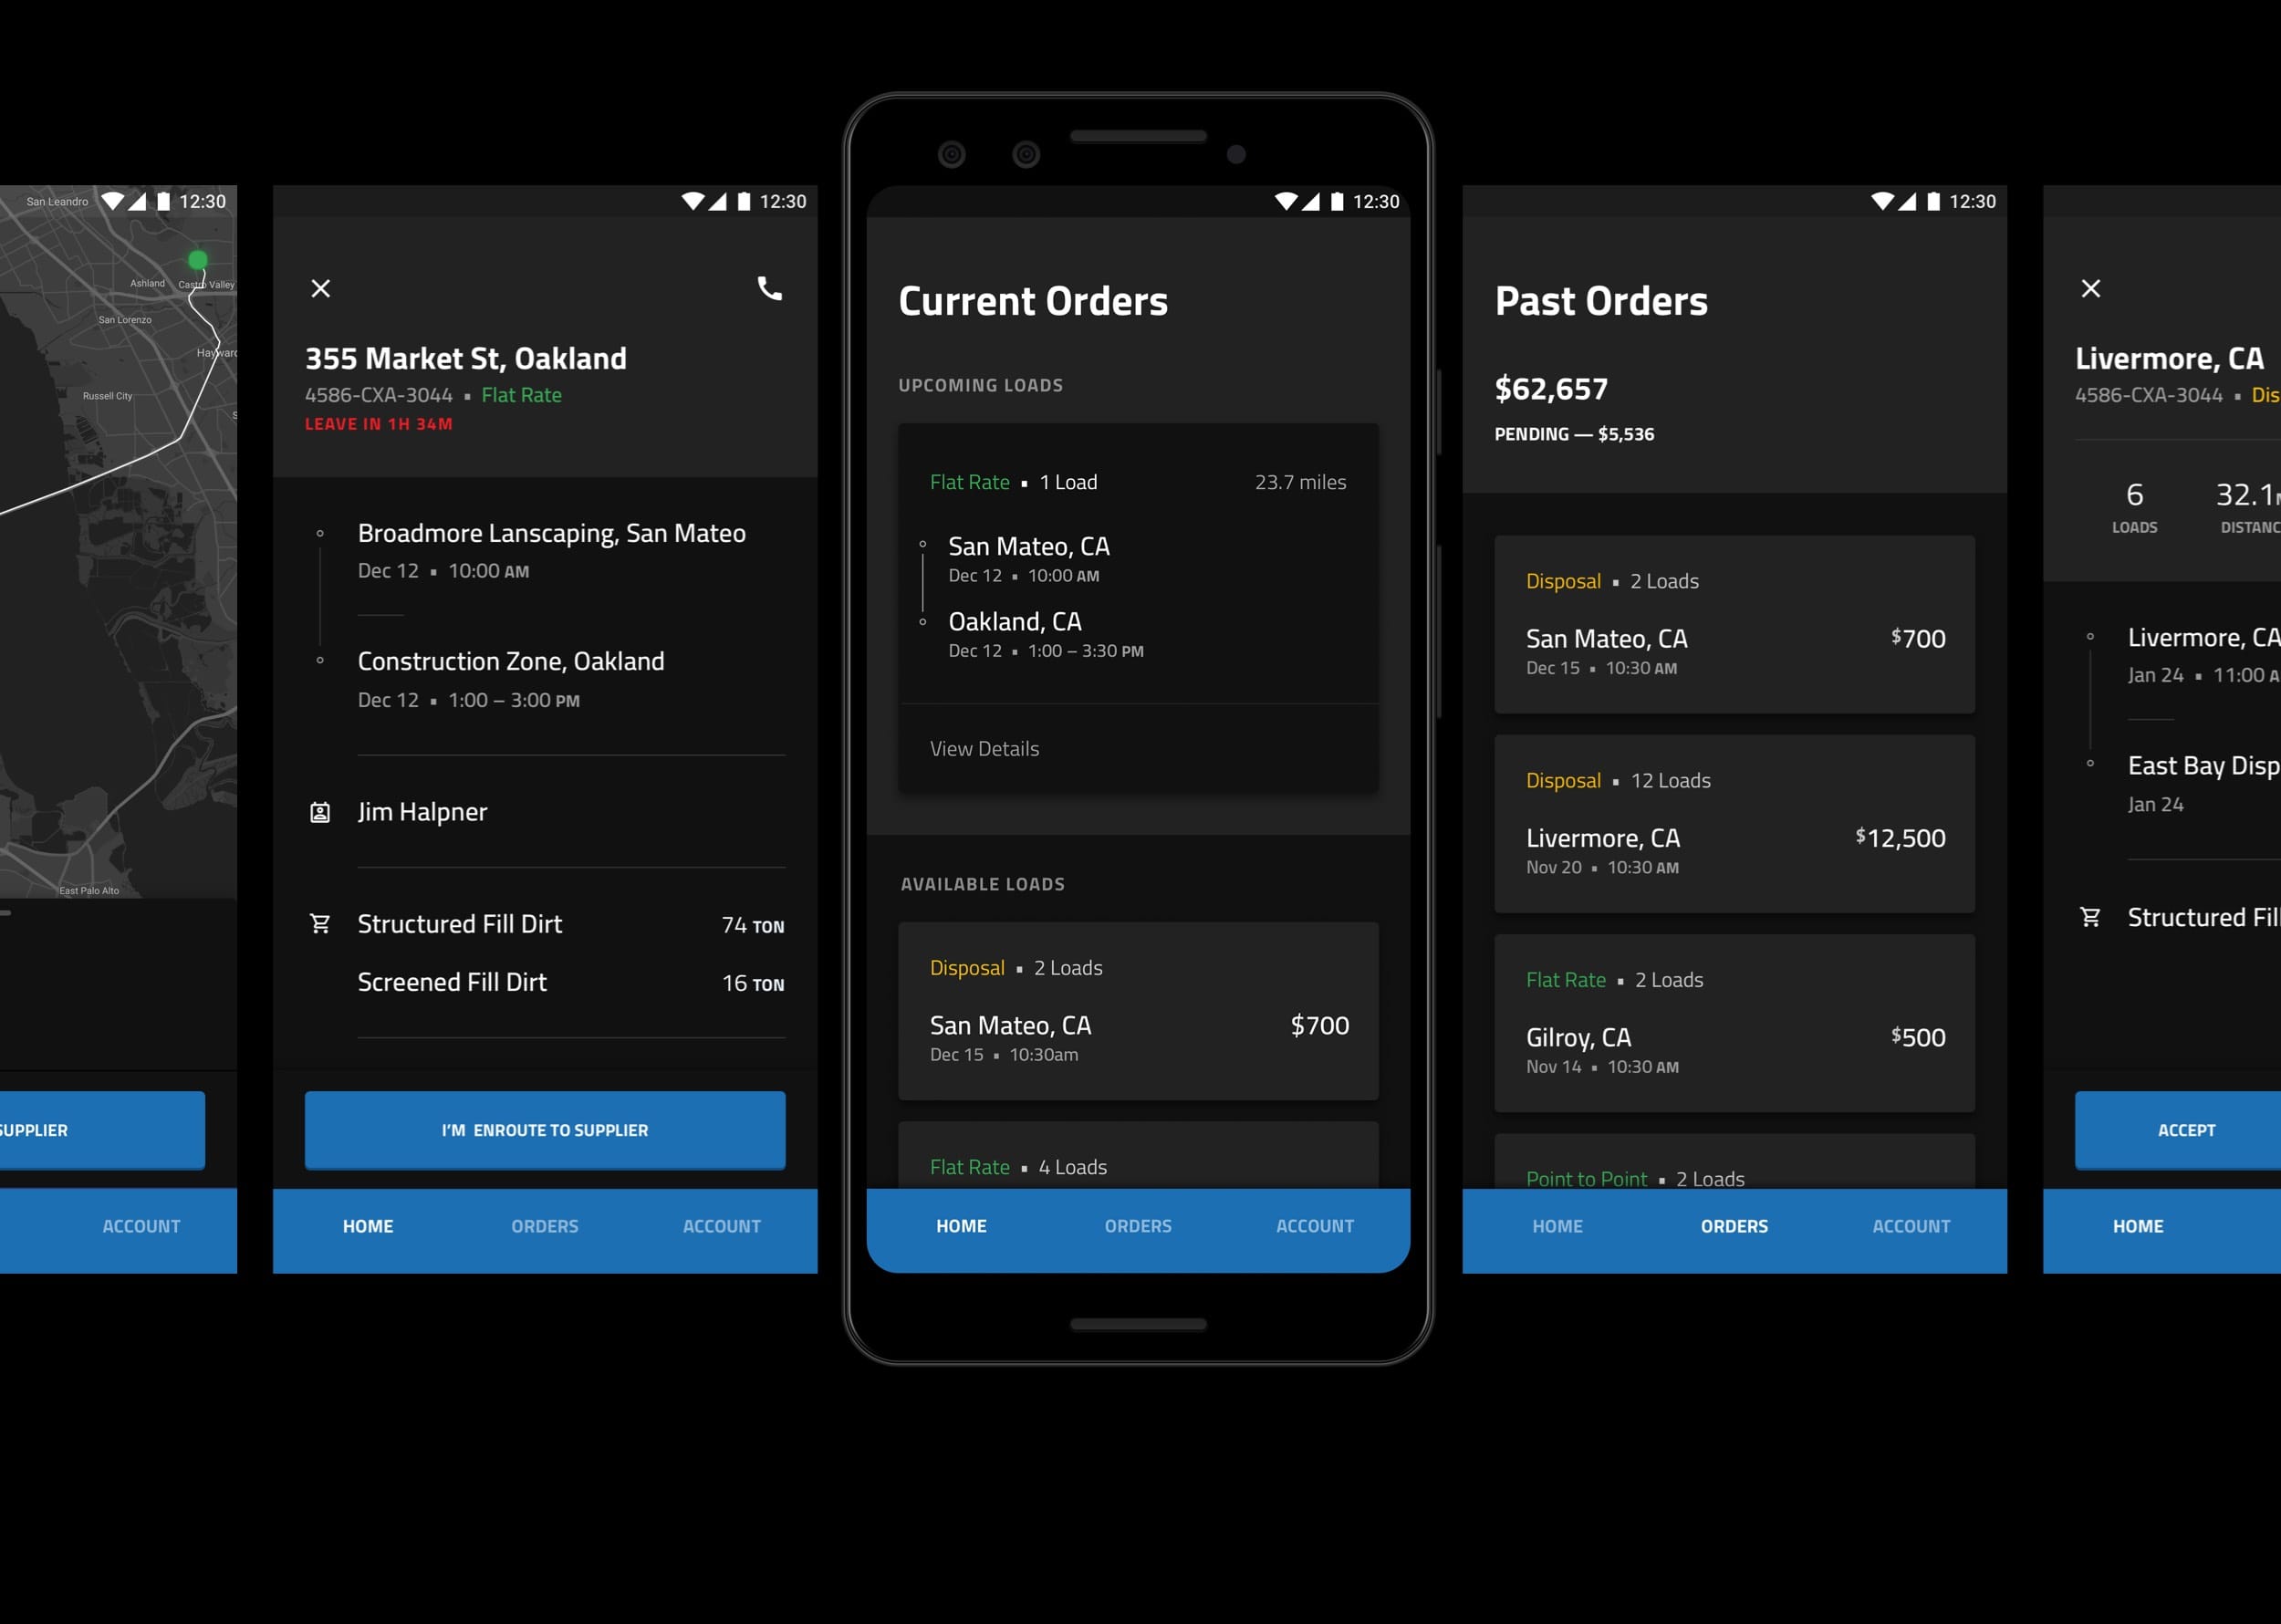 San Leandro
12:30
Ashland
Castro Valley
San Lorenzo
Hayward
Russell City
East Palo Alto
SUPPLIER
ACCOUNT
12:30
355 Market St, Oakland
4586-CXA-3044 ▪ Flat Rate
LEAVE IN 1H 34M
Broadmore Lanscaping, San Mateo
Dec 12 ▪ 10:00 AM
Construction Zone, Oakland
Dec 12 ▪ 1:00 – 3:00 PM
Jim Halpner
Structured Fill Dirt 74 TON
Screened Fill Dirt 16 TON
I'M ENROUTE TO SUPPLIER
HOME ORDERS ACCOUNT
12:30
Current Orders
UPCOMING LOADS
Flat Rate ▪ 1 Load 23.7 miles
San Mateo, CA
Dec 12 ▪ 10:00 AM
Oakland, CA
Dec 12 ▪ 1:00 – 3:30 PM
View Details
AVAILABLE LOADS
Disposal ▪ 2 Loads
San Mateo, CA $700
Dec 15 ▪ 10:30am
Flat Rate ▪ 4 Loads
HOME ORDERS ACCOUNT
12:30
Past Orders
$62,657
PENDING — $5,536
Disposal ▪ 2 Loads
San Mateo, CA $700
Dec 15 ▪ 10:30 AM
Disposal ▪ 12 Loads
Livermore, CA $12,500
Nov 20 ▪ 10:30 AM
Flat Rate ▪ 2 Loads
Gilroy, CA $500
Nov 14 ▪ 10:30 AM
Point to Point ▪ 2 Loads
HOME ORDERS ACCOUNT
Livermore, CA
4586-CXA-3044 ▪ Dis
6 32.1
LOADS DISTANC
Livermore, CA
Jan 24 ▪ 11:00 A
East Bay Disp
Jan 24
Structured Fill
ACCEPT
HOME